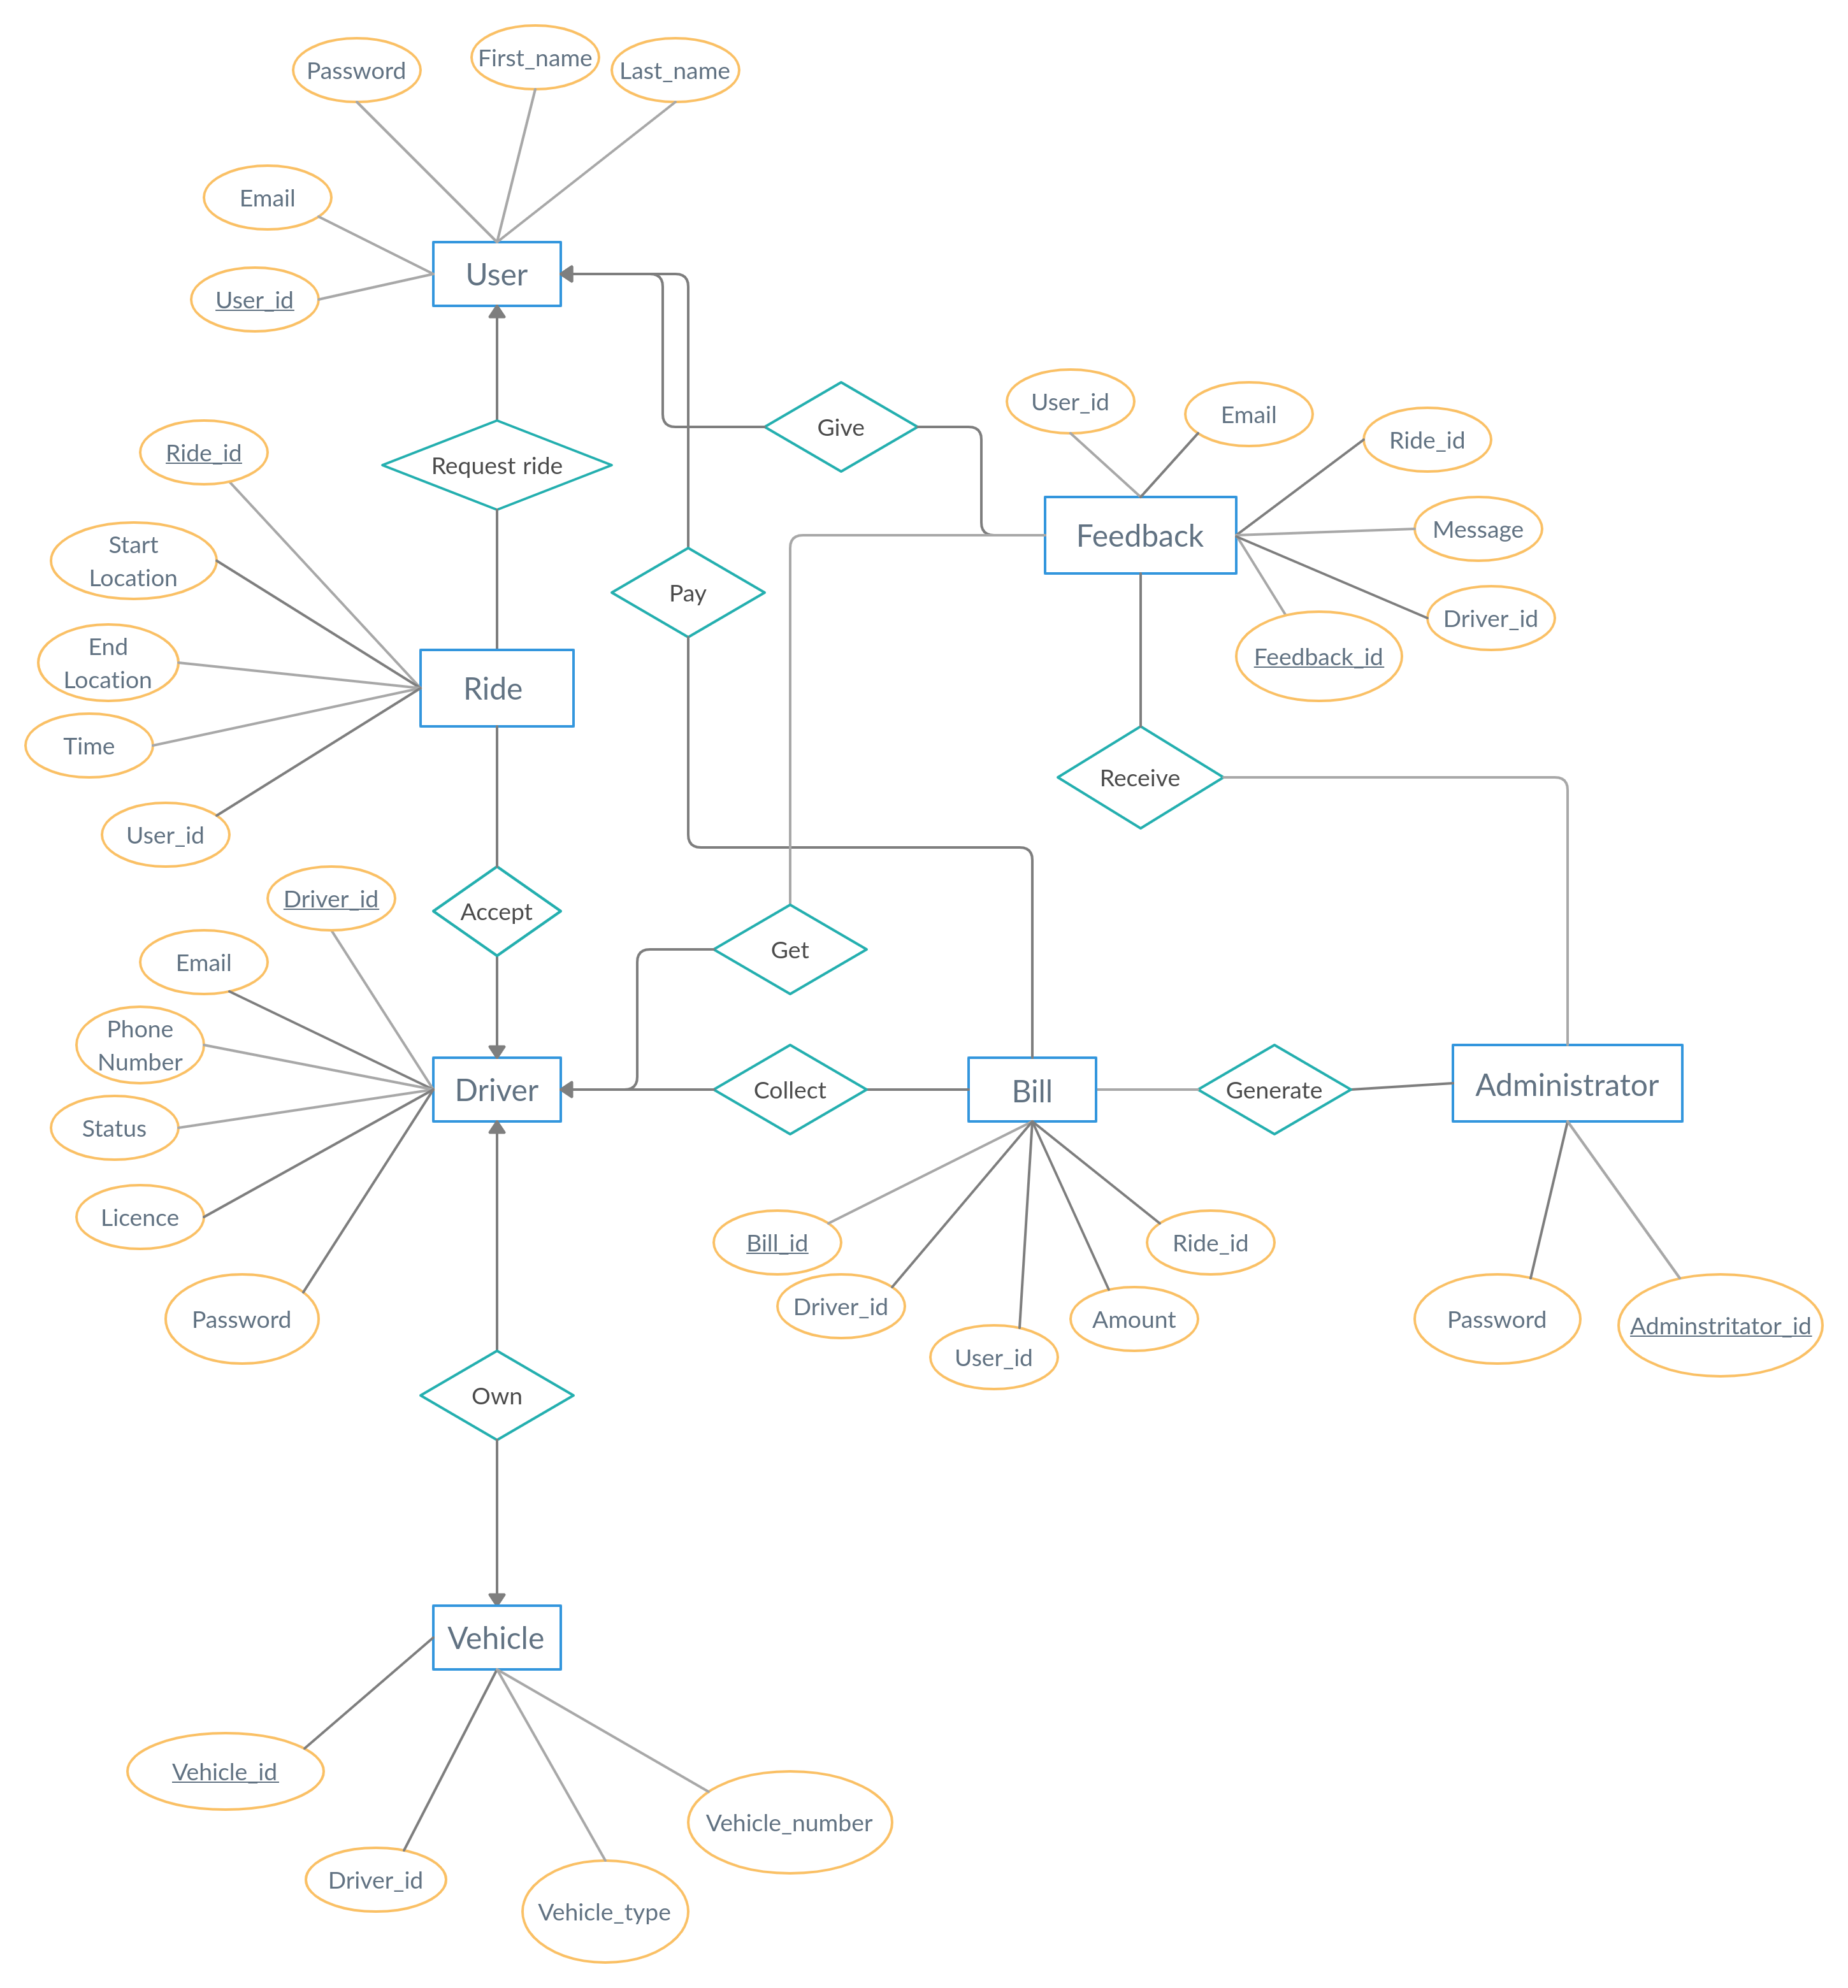 First_name
Password
Last_name
Email
User
User_id
User_id
Email
Give
Ride_id
Ride_id
Request ride
Message
Feedback
Start
Location
Pay
Driver_id
End
Location
Feedback_id
Ride
Time
Receive
User_id
Driver_id
Accept
Get
Email
Phone
Number
Administrator
Driver
Collect
Bill
Generate
Status
Licence
Bill_id
Ride_id
Driver_id
Password
Amount
Password
Adminstritator_id
User_id
Own
Vehicle
Vehicle_id
Vehicle_number
Driver_id
Vehicle_type